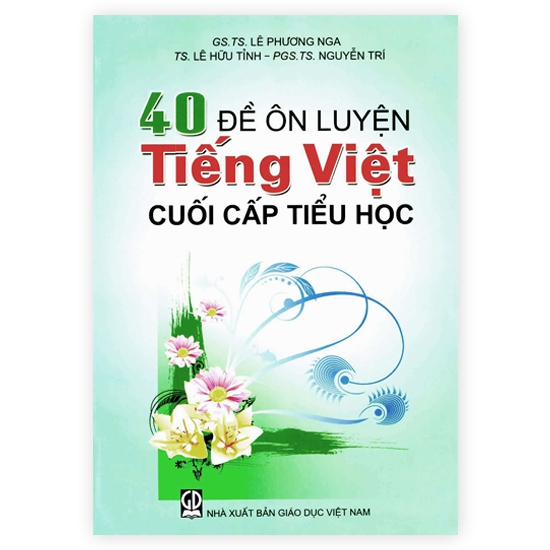 GS.TS. LÊ PHƯƠNG NGA
TS. LÊ HỮU TỈNH – PGS.TS. NGUYỄN TRÍ
40 ĐỀ ÔN LUYỆN
Tiếng Việt
CUỐI CẤP TIỂU HỌC
GD
NHÀ XUẤT BẢN GIÁO DỤC VIỆT NAM